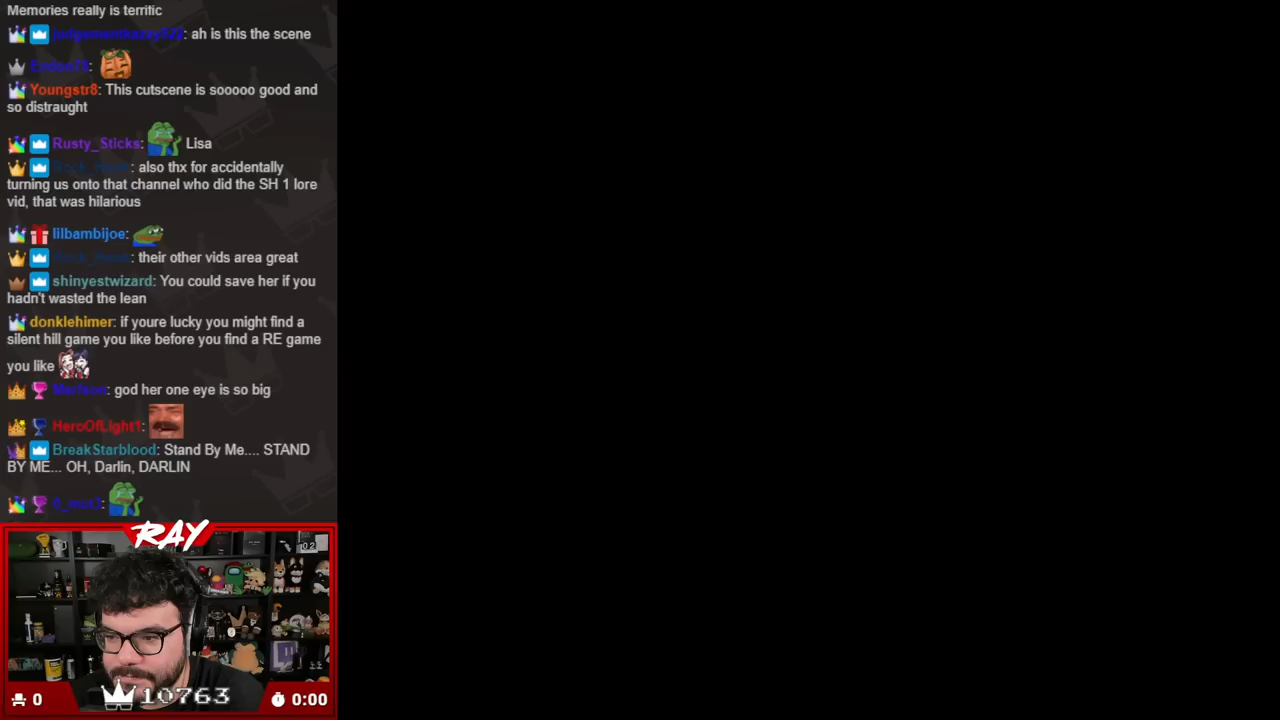 Memories really is terrific
judgementkazzy822: ah is this the scene
Youngstr8: This cutscene is sooooo good and
so distraught
Rusty_Sticks: Lisa
: also thx for accidentally
turning us onto that channel who did the SH 1 lore
vid, that was hilarious
lilbambijoe:
: their other vids area great
shinyestwizard: You could save her if you
hadn't wasted the lean
donklehimer: if youre lucky you might find a
silent hill game you like before you find a RE game
you like
: god her one eye is so big
HeroOfLight1:
BreakStarblood: Stand By Me.... STAND
BY ME... OH, Darlin, DARLIN
RAY
0
10763
0:00